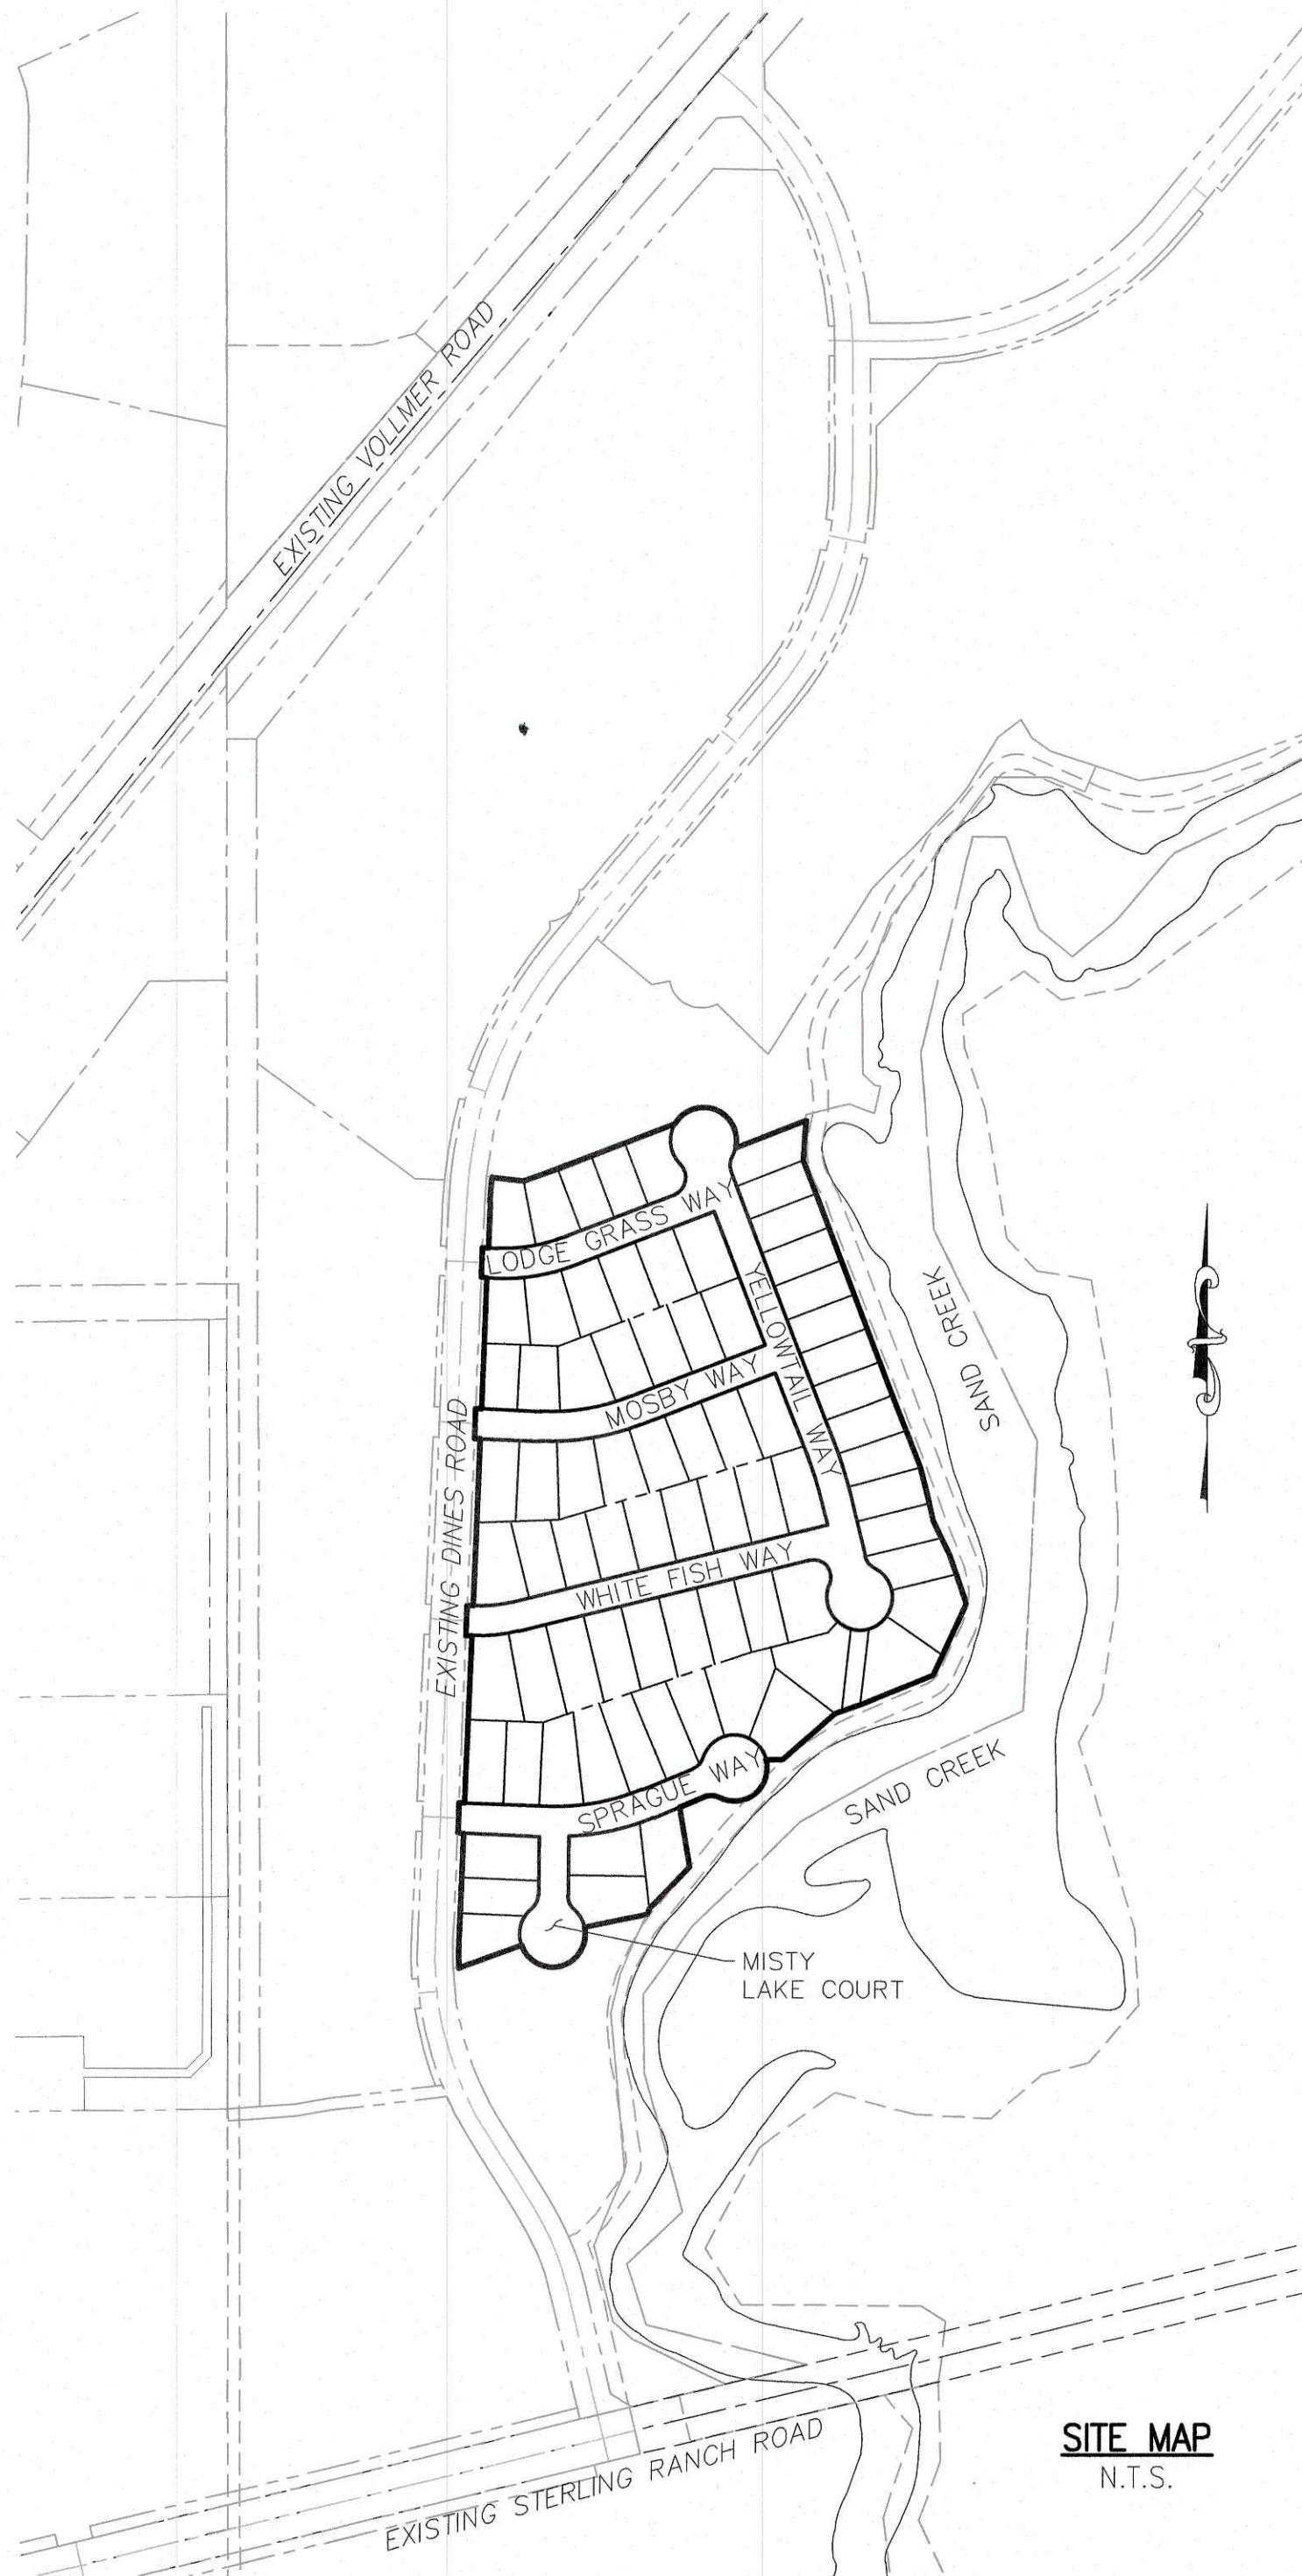 EXISTING VOLLMER ROAD
LODGE GRASS WAY
YELLOWTAIL WAY
MOSBY WAY
SAND CREEK
EXISTING DINES ROAD
WHITE FISH WAY
SPRAGUE WAY
SAND CREEK
MISTY
LAKE COURT
EXISTING STERLING RANCH ROAD
SITE MAP
N.T.S.